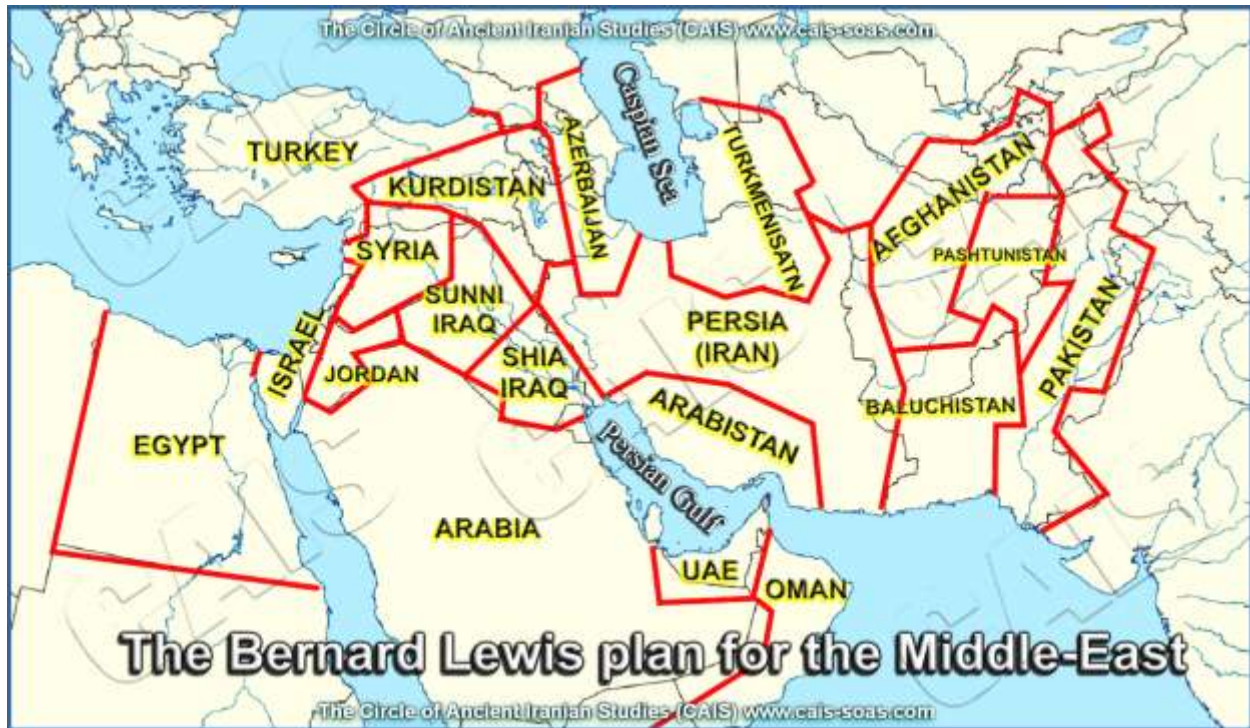 The Circle of Ancient Iranian Studies (CAIS) www.cais-soas.com
Caspian Sea
TURKEY
AZERBAIJAN
TURKMENISATN
KURDISTAN
AFGHANISTAN
SYRIA
PASHTUNISTAN
SUNNI
IRAQ
PERSIA
(IRAN)
ISRAEL
SHIA
IRAQ
JORDAN
PAKISTAN
ARABISTAN
BALUCHISTAN
EGYPT
Persian Gulf
ARABIA
UAE
OMAN
The Bernard Lewis plan for the Middle-East
The Circle of Ancient Iranian Studies (CAIS) www.cais-soas.com